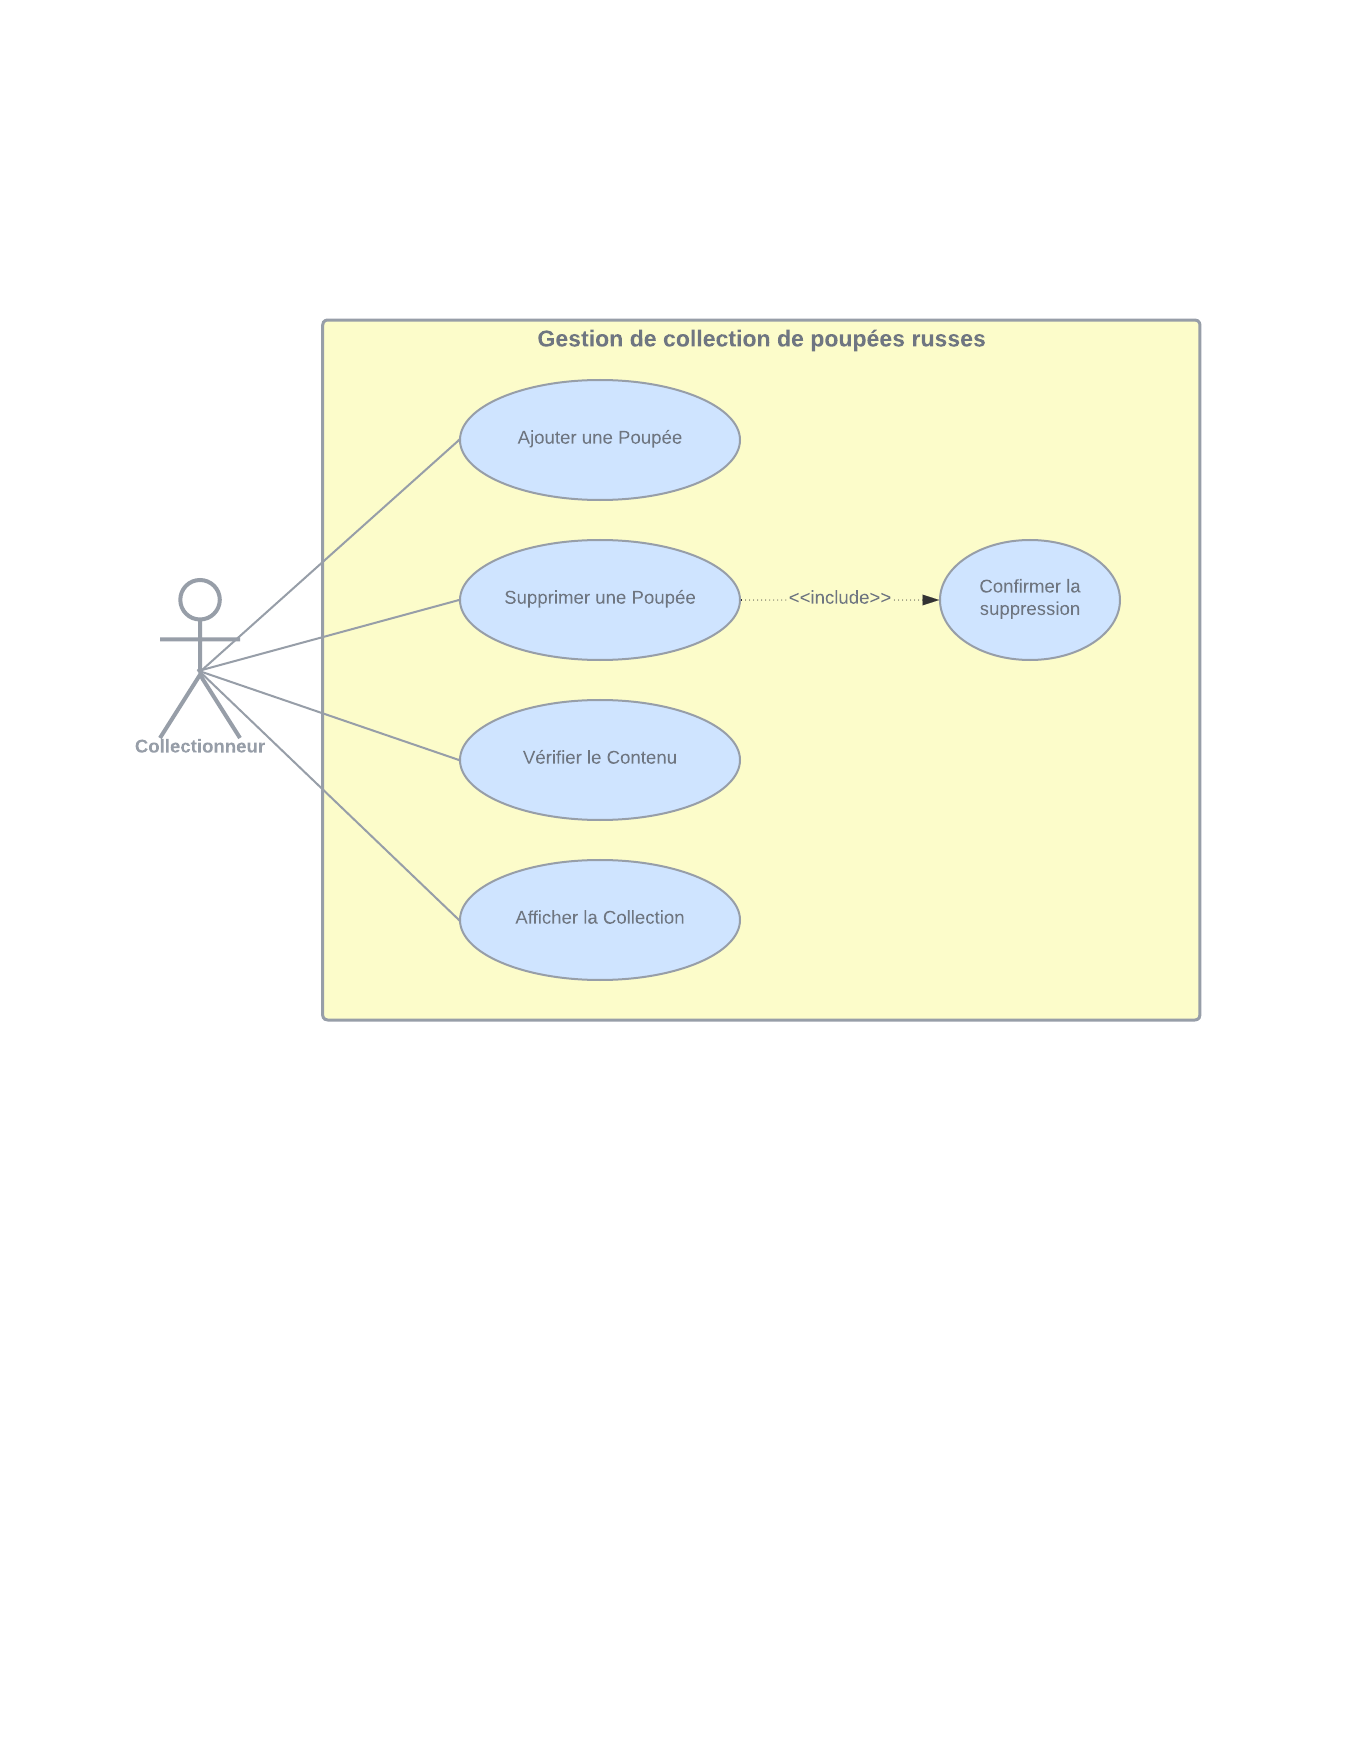 Gestion de collection de poupées russes
Ajouter une Poupée
Supprimer une Poupée
<<include>>
Confirmer la
suppression
Collectionneur
Vérifier le Contenu
Afficher la Collection